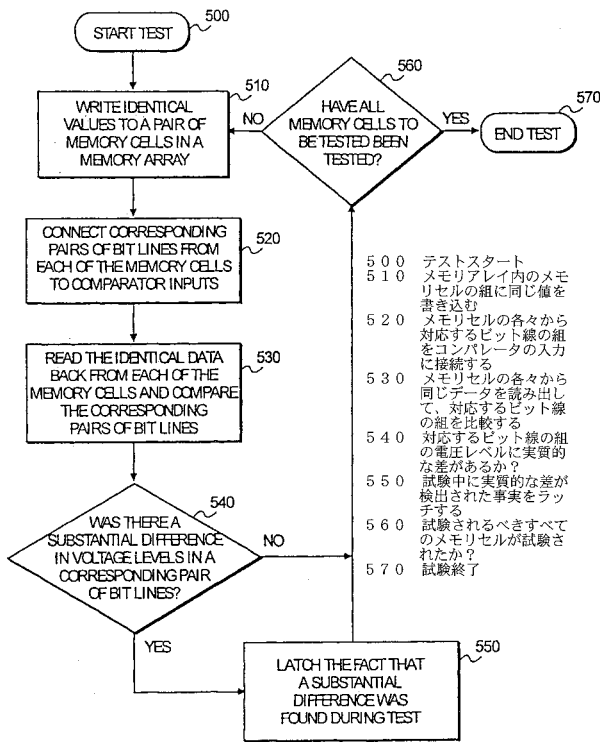 START TEST
500
510
WRITE IDENTICAL
VALUES TO A PAIR OF
MEMORY CELLS IN A
MEMORY ARRAY
NO
560
HAVE ALL
MEMORY CELLS TO
BE TESTED BEEN
TESTED?
YES
570
END TEST
CONNECT CORRESPONDING
PAIRS OF BIT LINES FROM
EACH OF THE MEMORY CELLS
TO COMPARATOR INPUTS
520
READ THE IDENTICAL DATA
BACK FROM EACH OF THE
MEMORY CELLS AND COMPARE
THE CORRESPONDING
PAIRS OF BIT LINES
530
540
WAS THERE A
SUBSTANTIAL DIFFERENCE
IN VOLTAGE LEVELS IN A
CORRESPONDING PAIR
OF BIT LINES?
NO
YES
LATCH THE FACT THAT
A SUBSTANTIAL
DIFFERENCE WAS
FOUND DURING TEST
550
500 テストスタート
510 メモリアレイ内のメモ
リセルの組に同じ値を
書き込む
520 メモリセルの各々から
対応するビット線の組
をコンパレータの入力
に接続する
530 メモリセルの各々から
同じデータを読み出し
て、対応するビット線
の組を比較する
540 対応するビット線の組
の電圧レベルに実質的
な差があるか?
550 試験中に実質的な差が
検出された事実をラッ
チする
560 試験されるべきすべて
のメモリセルが試験さ
れたか?
570 試験終了